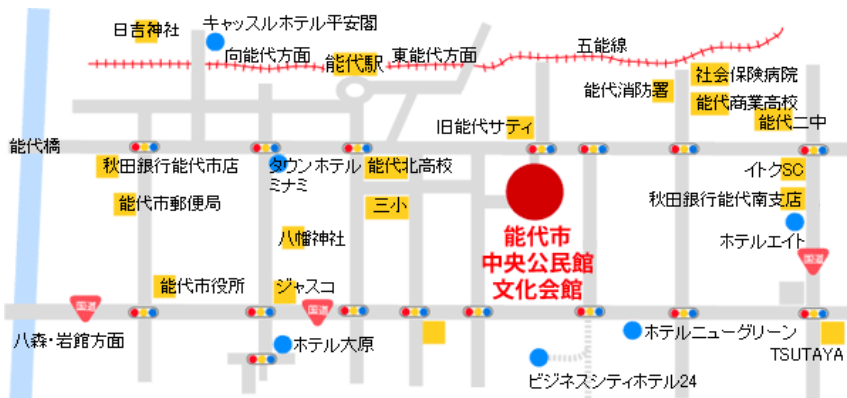 日吉神社
キャッスルホテル平安閣
向能代方面
能代駅
東能代方面
五能線
能代消防署
社会保険病院
能代商業高校
旧能代サティ
能代二中
能代橋
秋田銀行能代市店
タウンホテル
ミナミ
能代北高校
イトクSC
能代市郵便局
三小
秋田銀行能代南支店
八幡神社
能代市
中央公民館
文化会館
ホテルエイト
国道
能代市役所
ジャスコ
国道
国道
八森・岩館方面
ホテル大原
ホテルニューグリーン
TSUTAYA
ビジネスシティホテル24